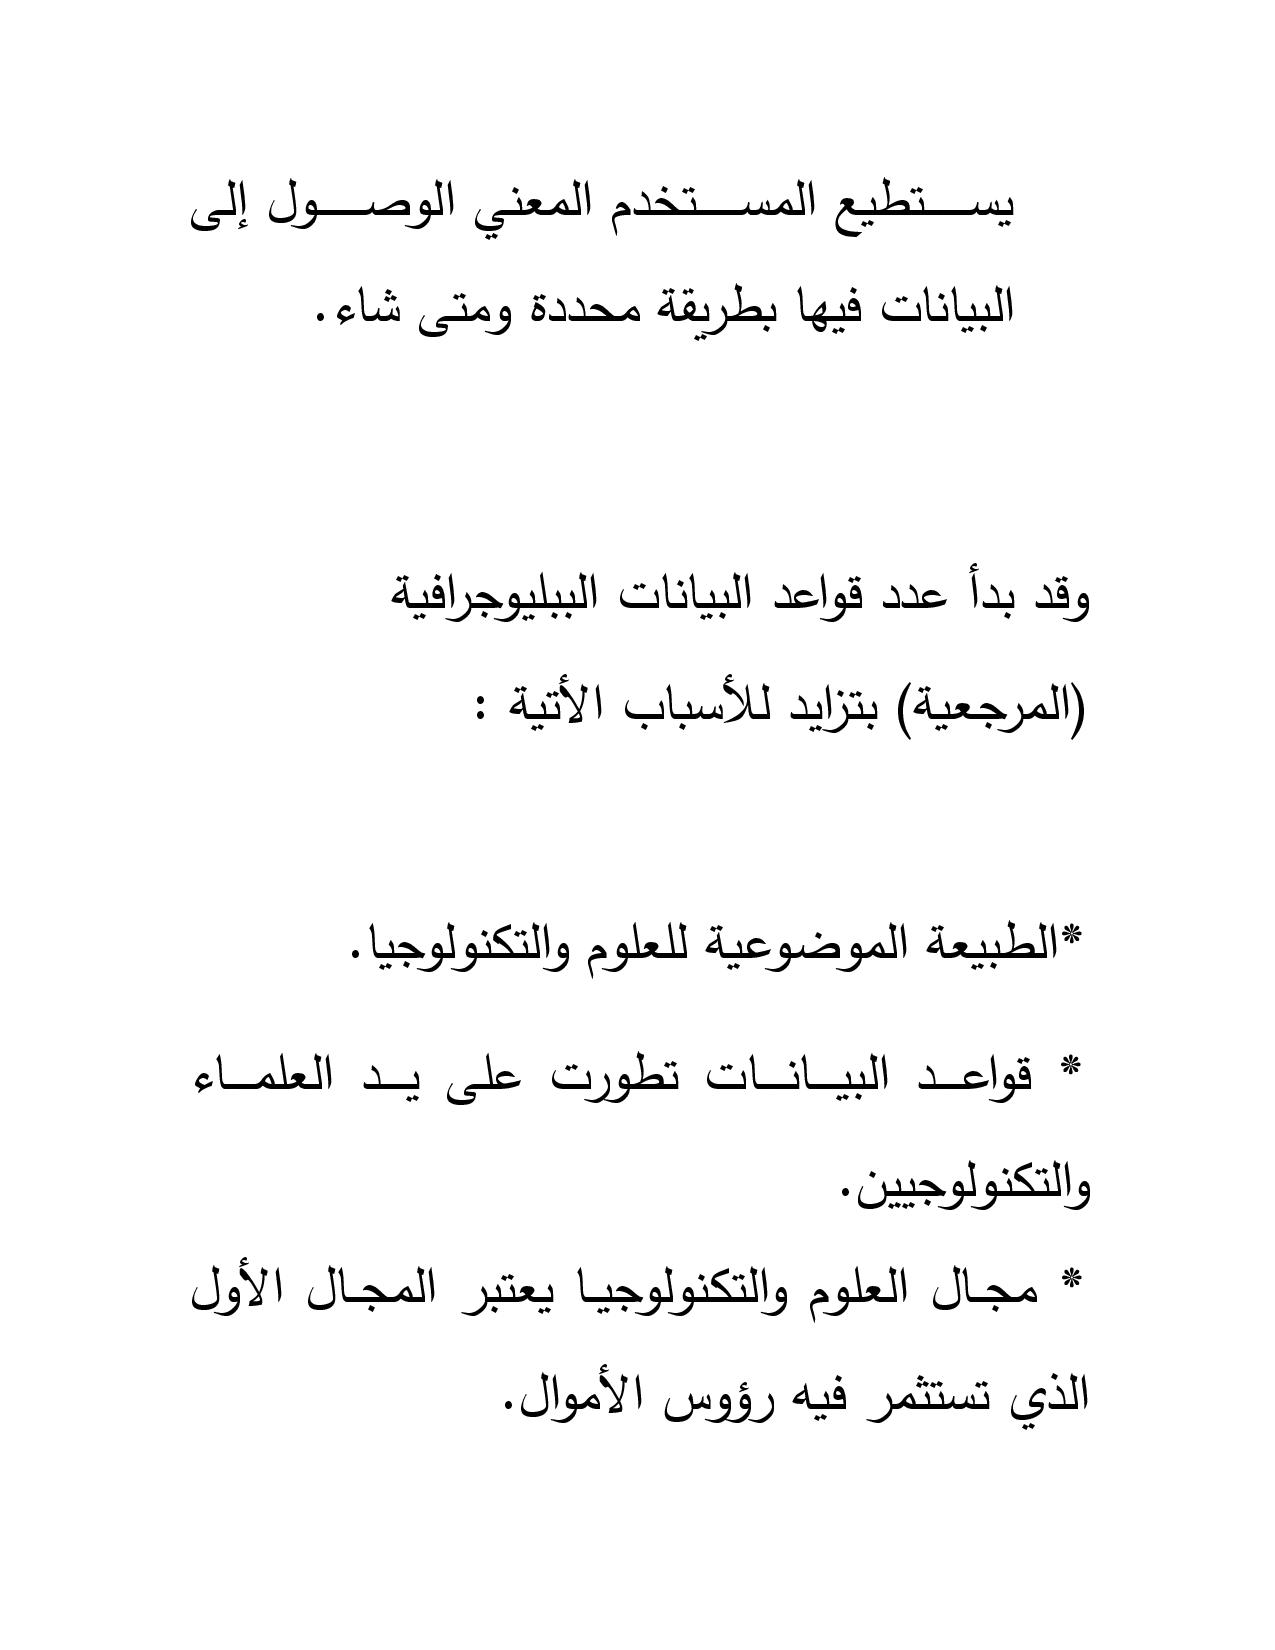 يستطيع المستخدم المعني الوصول إلى
البيانات فيها بطريقة محددة ومتى شاء.
وقد بدأ عدد قواعد البيانات الببليوجرافية
(المرجعية) بتزايد للأسباب الأتية :
*الطبيعة الموضوعية للعلوم والتكنولوجيا.
* قواعد البيانات تطورت على يد العلماء
والتكنولوجيين.
* مجال العلوم والتكنولوجيا يعتبر المجال الأول
الذي تستثمر فيه رؤوس الأموال.